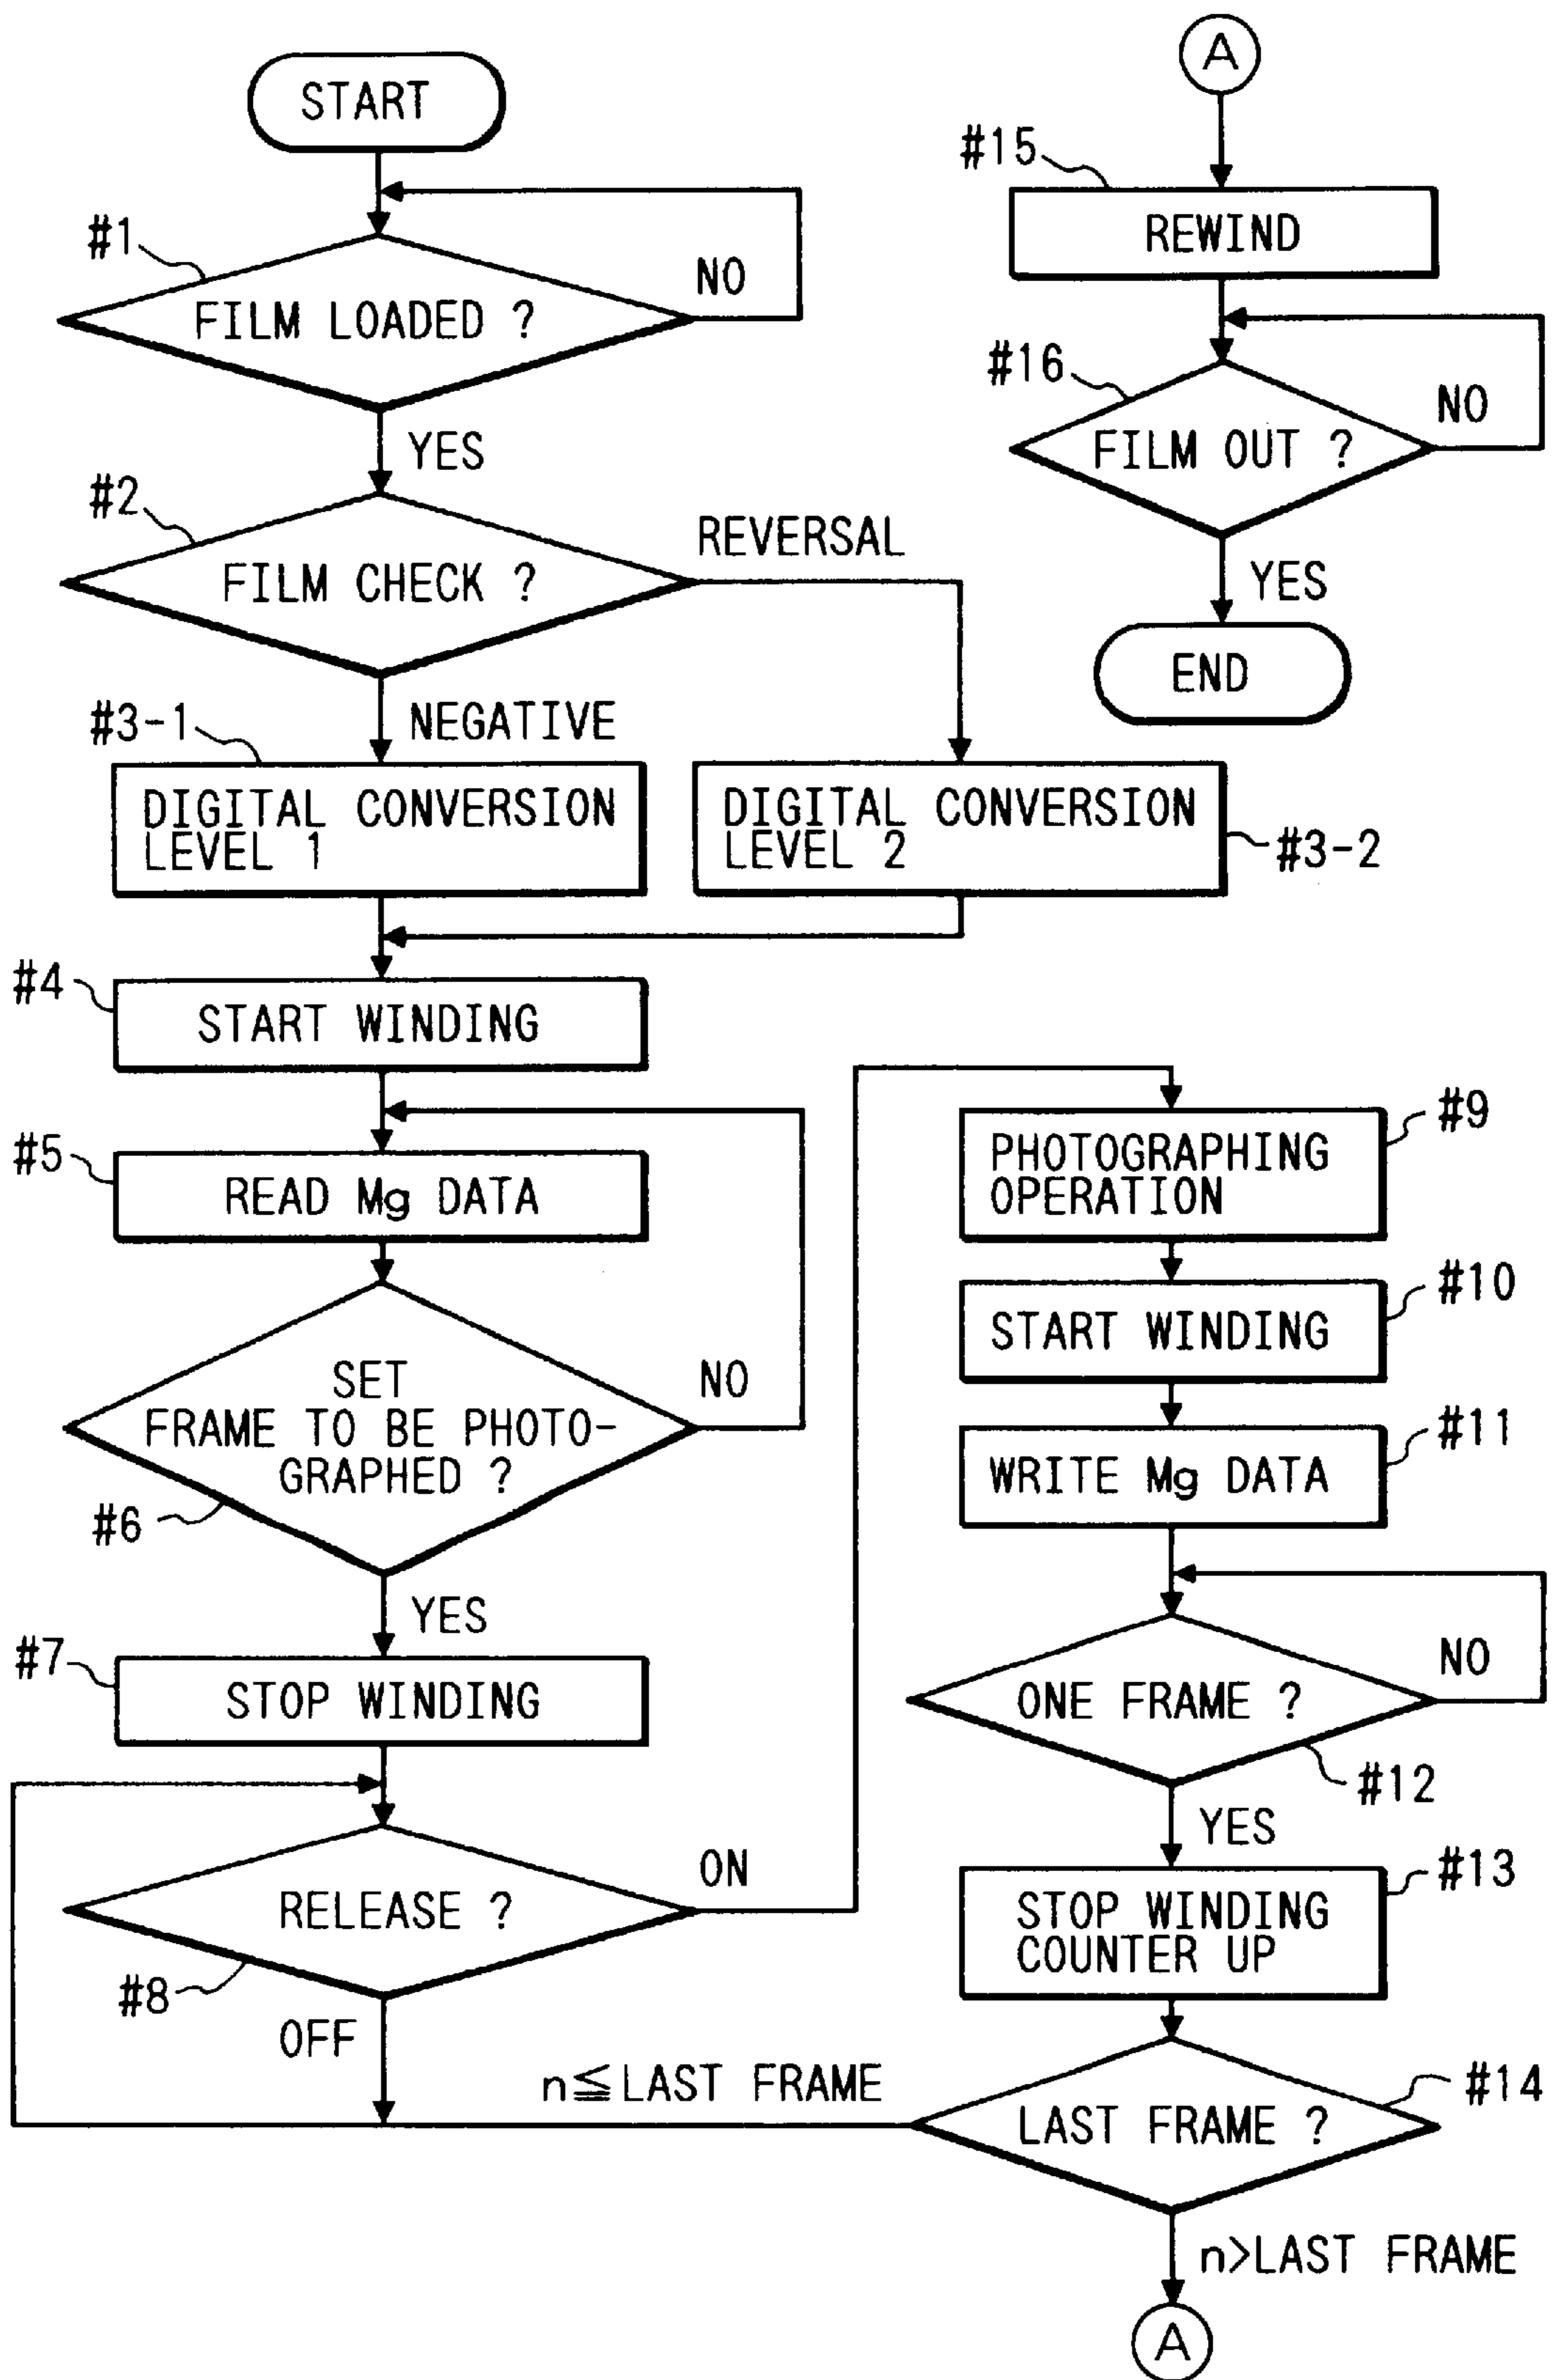 START
#1
FILM LOADED ?
NO
YES
#2
FILM CHECK ?
REVERSAL
NEGATIVE
#3-1
DIGITAL CONVERSION
LEVEL 1
DIGITAL CONVERSION
LEVEL 2
#3-2
#4
START WINDING
#5
READ Mg DATA
SET
FRAME TO BE PHOTO-
GRAPHED ?
NO
#6
YES
#7
STOP WINDING
RELEASE ?
ON
#8
OFF
#9
PHOTOGRAPHING
OPERATION
#10
START WINDING
#11
WRITE Mg DATA
ONE FRAME ?
NO
#12
YES
#13
STOP WINDING
COUNTER UP
#14
LAST FRAME ?
n≦LAST FRAME
n>LAST FRAME
A
A
#15
REWIND
#16
FILM OUT ?
NO
YES
END